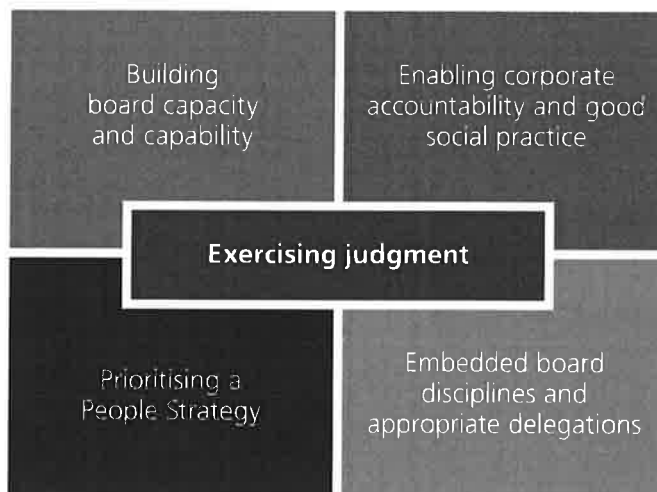 Building
board capacity
and capability
Enabling corporate
accountability and good
social practice
Exercising judgment
Prioritising a
People Strategy
Embedded board
disciplines and
appropriate delegations